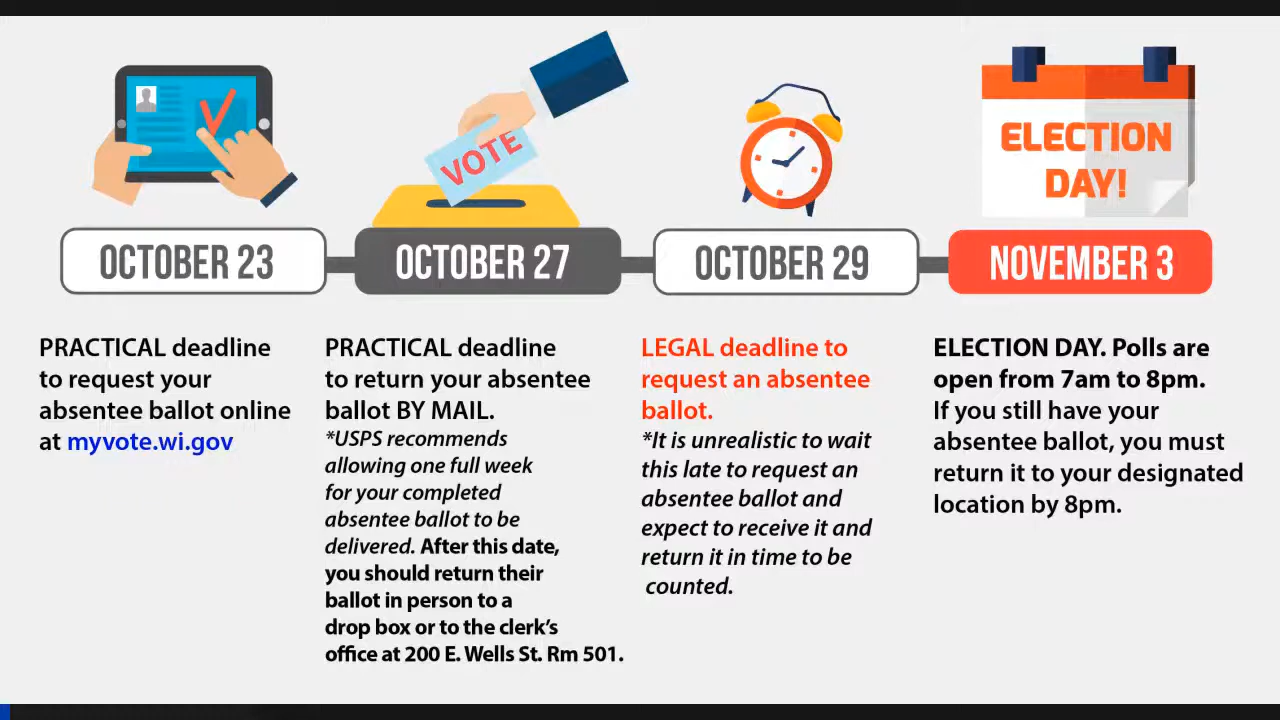 VOTE
ELECTION
DAY!
OCTOBER 23
OCTOBER 27
OCTOBER 29
NOVEMBER 3
PRACTICAL deadline
to request your
absentee ballot online
at myvote.wi.gov
PRACTICAL deadline
to return your absentee
ballot BY MAIL.
*USPS recommends
allowing one full week
for your completed
absentee ballot to be
delivered. After this date,
you should return their
ballot in person to a
drop box or to the clerk's
office at 200 E. Wells St. Rm 501.
LEGAL deadline to
request an absentee
ballot.
*It is unrealistic to wait
this late to request an
absentee ballot and
expect to receive it and
return it in time to be
counted.
ELECTION DAY. Polls are
open from 7am to 8pm.
If you still have your
absentee ballot, you must
return it to your designated
location by 8pm.